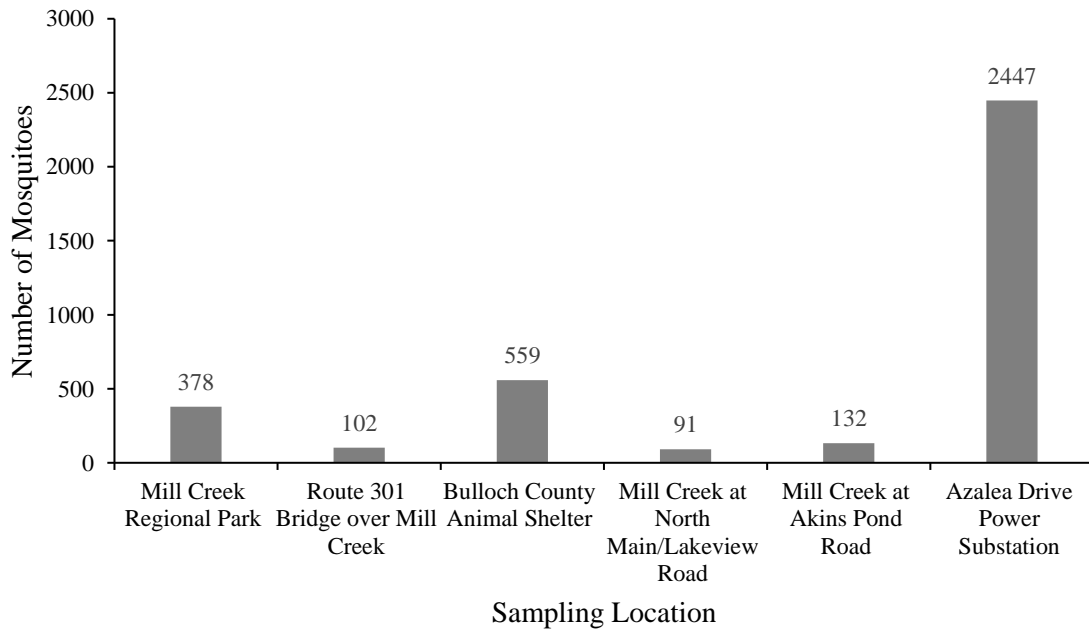 3000
2500
2000
1500
1000
500
0
Number of Mosquitoes
378
102
559
91
132
2447
Mill Creek
Regional Park
Route 301
Bridge over Mill
Creek
Bulloch County
Animal Shelter
Mill Creek at
North
Main/Lakeview
Road
Mill Creek at
Akins Pond
Road
Azalea Drive
Power
Substation
Sampling Location